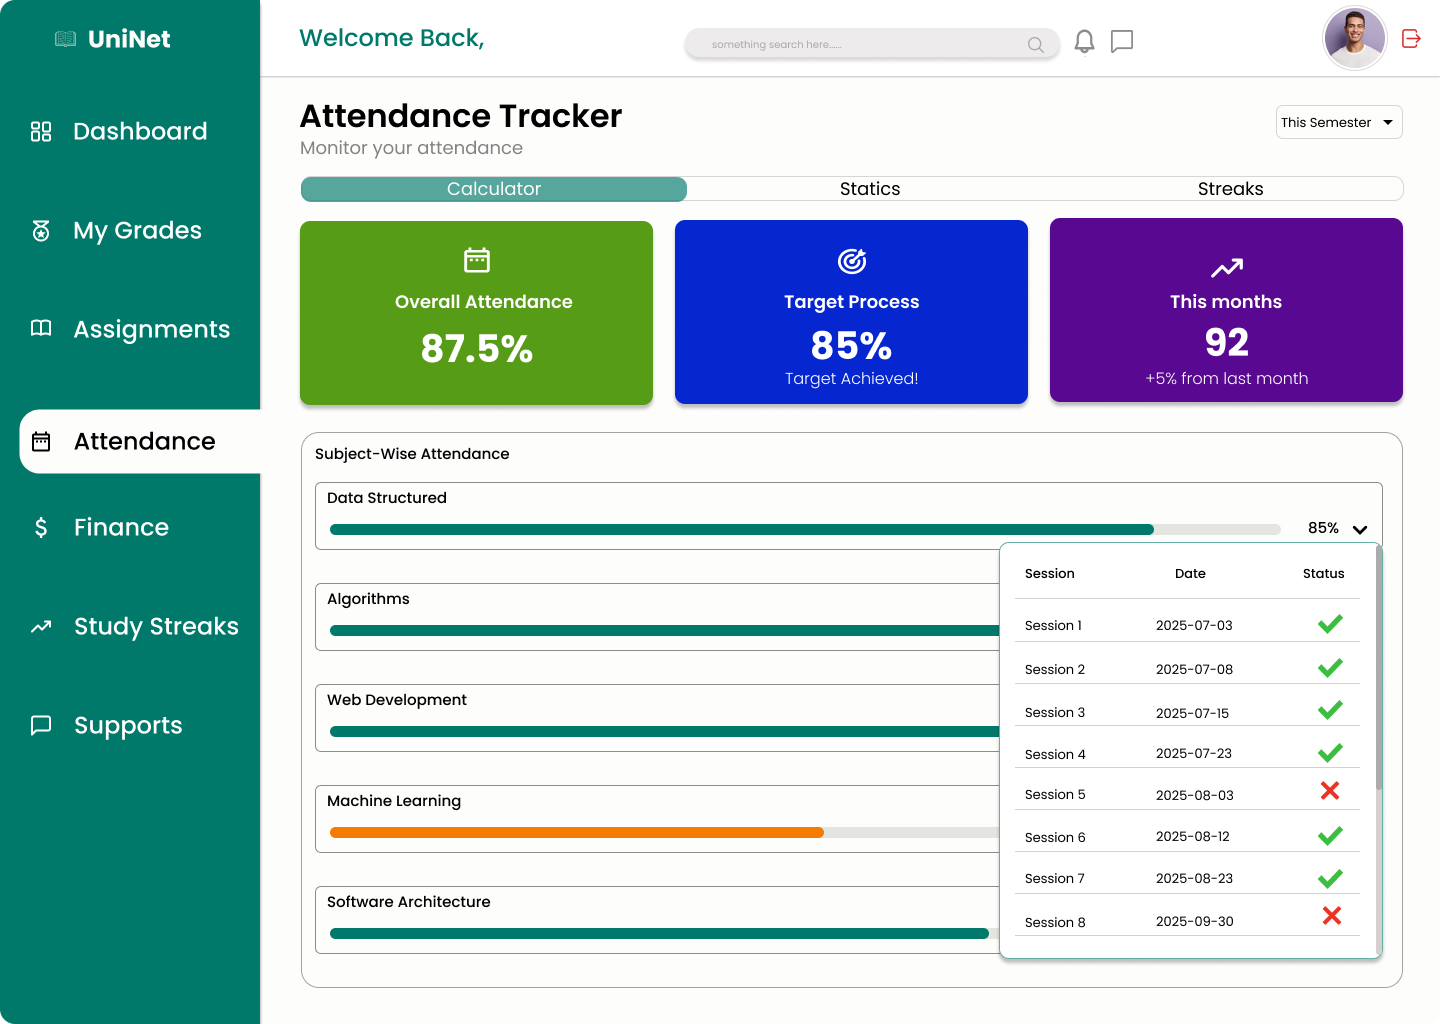 UniNet
Welcome Back,
something search here......
Dashboard
My Grades
Assignments
Attendance
Finance
Study Streaks
Supports
Attendance Tracker
Monitor your attendance
This Semester
Calculator
Statics
Streaks
Overall Attendance
87.5%
Target Process
85%
Target Achieved!
This months
92
+5% from last month
Subject-Wise Attendance
Data Structured
85%
Algorithms
Web Development
Machine Learning
Software Architecture
Session Date Status
Session 1 2025-07-03
Session 2 2025-07-08
Session 3 2025-07-15
Session 4 2025-07-23
Session 5 2025-08-03
Session 6 2025-08-12
Session 7 2025-08-23
Session 8 2025-09-30